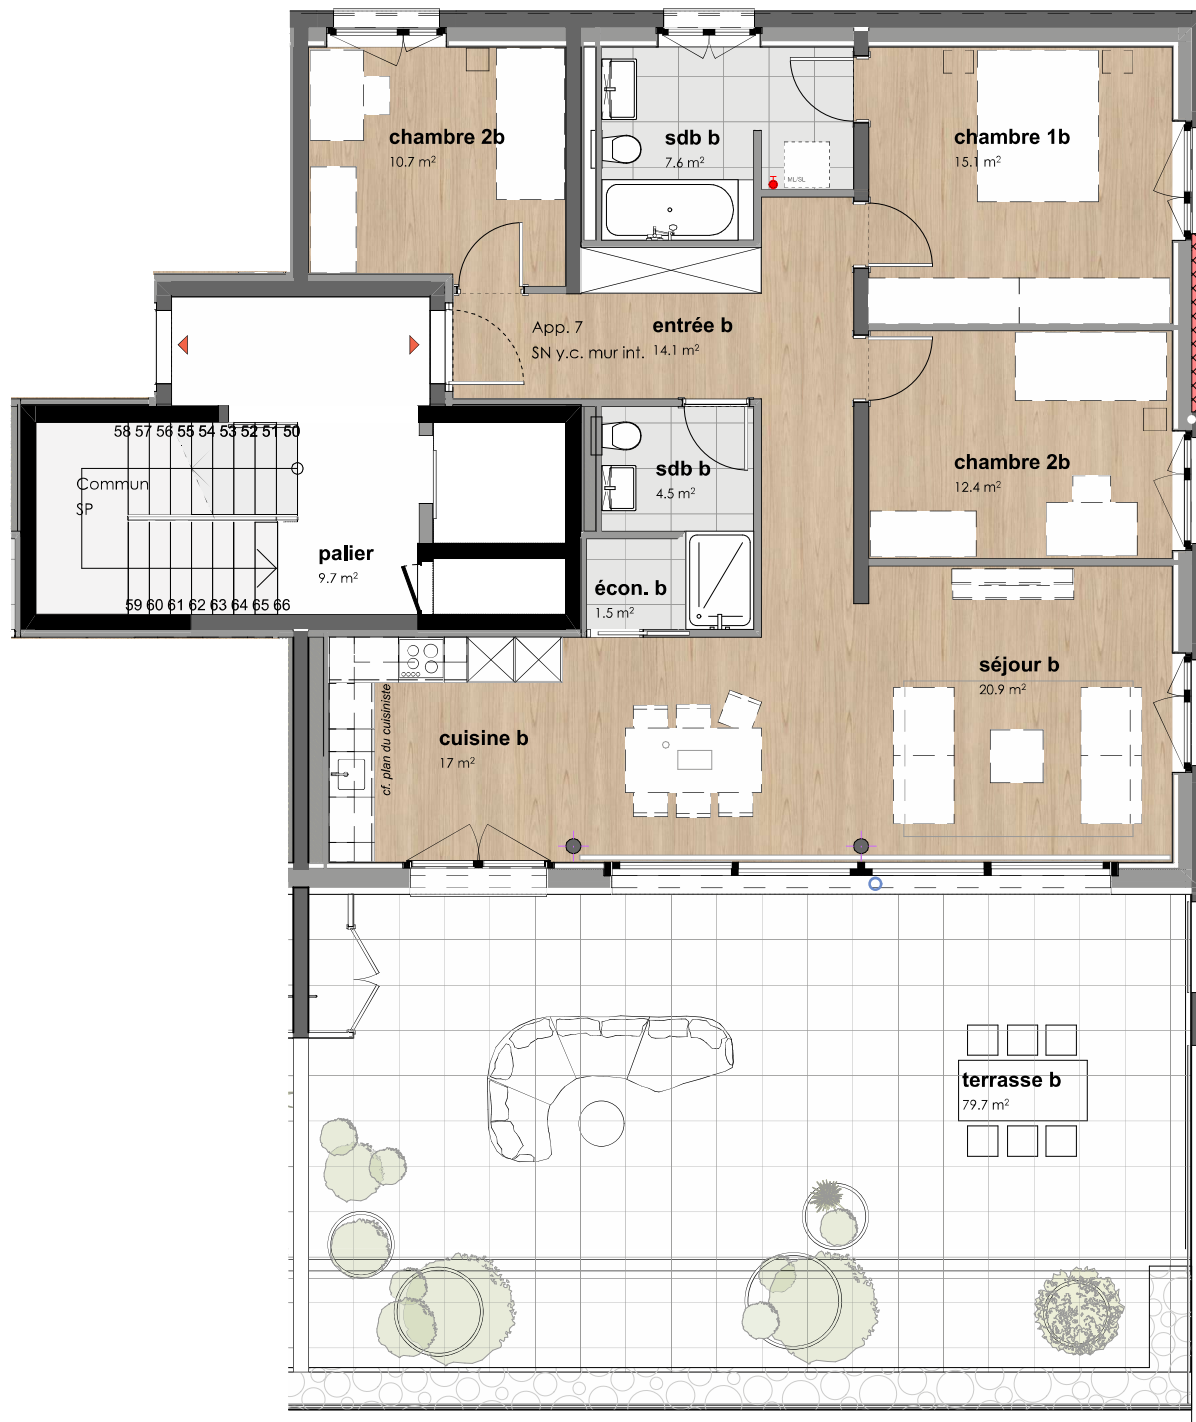 chambre 2b
10.7 m²
sdb b
7.6 m²
ML/SL
chambre 1b
15.1 m²
App. 7
SN y.c. mur int.
entrée b
14.1 m²
58 57 56 55 54 53 52 51 50
Commun
SP
palier
9.7 m²
59 60 61 62 63 64 65 66
sdb b
4.5 m²
écon. b
1.5 m²
chambre 2b
12.4 m²
séjour b
20.9 m²
cuisine b
17 m²
cf. plan du cuisiniste
terrasse b
79.7 m²